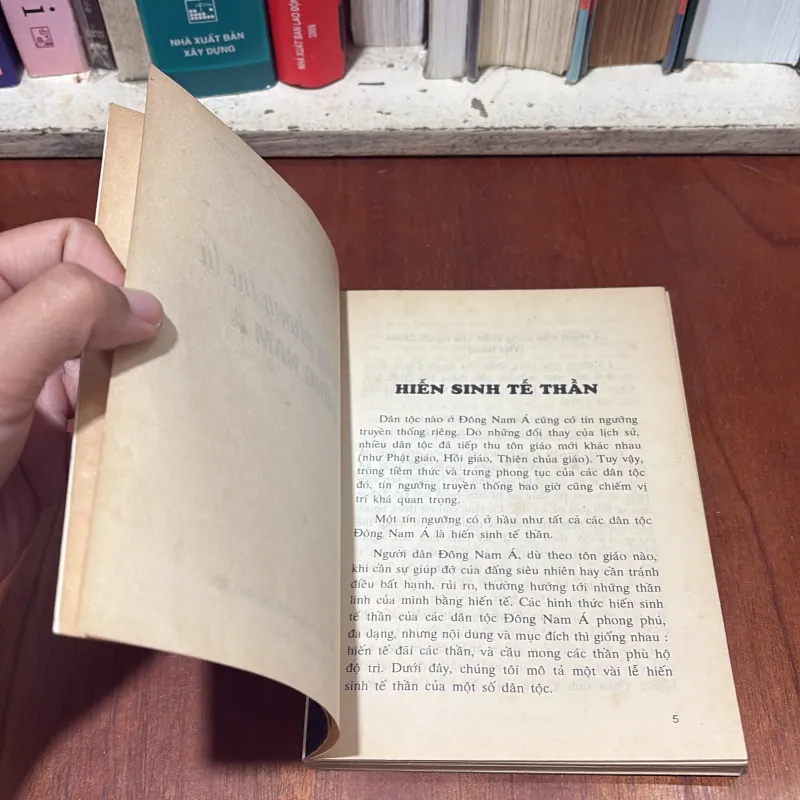 i
NHÀ XUẤT BẢN
XÂY DỰNG
NHÀ XUẤT BẢN LAO ĐỘNG
2009
HIẾN SINH TẾ THẦN
Dân tộc nào ở Đông Nam Á cũng có tín ngưỡng
truyền thống riêng. Do những đổi thay của lịch sử,
nhiều dân tộc đã tiếp thu tôn giáo mới khác nhau
(như Phật giáo, Hồi giáo, Thiên chúa giáo). Tuy vậy,
trong tiềm thức và trong phong tục của các dân tộc
đó, tín ngưỡng truyền thống bao giờ cũng chiếm vị
trí khá quan trọng.
Một tín ngưỡng có ở hầu như tất cả các dân tộc
Đông Nam Á là hiến sinh tế thần.
Người dân Đông Nam Á, dù theo tôn giáo nào,
khi cần sự giúp đỡ của đấng siêu nhiên hay cần tránh
điều bất hạnh, rủi ro, thường hướng tới những thần
linh của mình bằng hiến tế. Các hình thức hiến sinh
tế thần của các dân tộc Đông Nam Á phong phú,
đa dạng, nhưng nội dung và mục đích thì giống nhau :
hiến tế đãi các thần, và cầu mong các thần phù hộ
độ trì. Dưới đây, chúng tôi mô tả một vài lễ hiến
sinh tế thần của một số dân tộc.
5